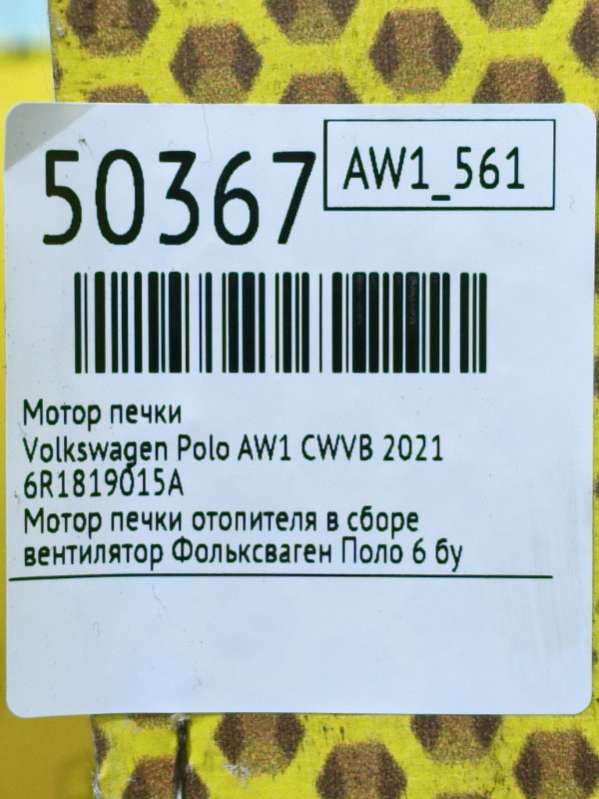 50367
AW1_561
Мотор печки
Volkswagen Polo AW1 CWVB 2021
6R1819015A
Мотор печки отопителя в сборе
вентилятор Фольксваген Поло 6 бу